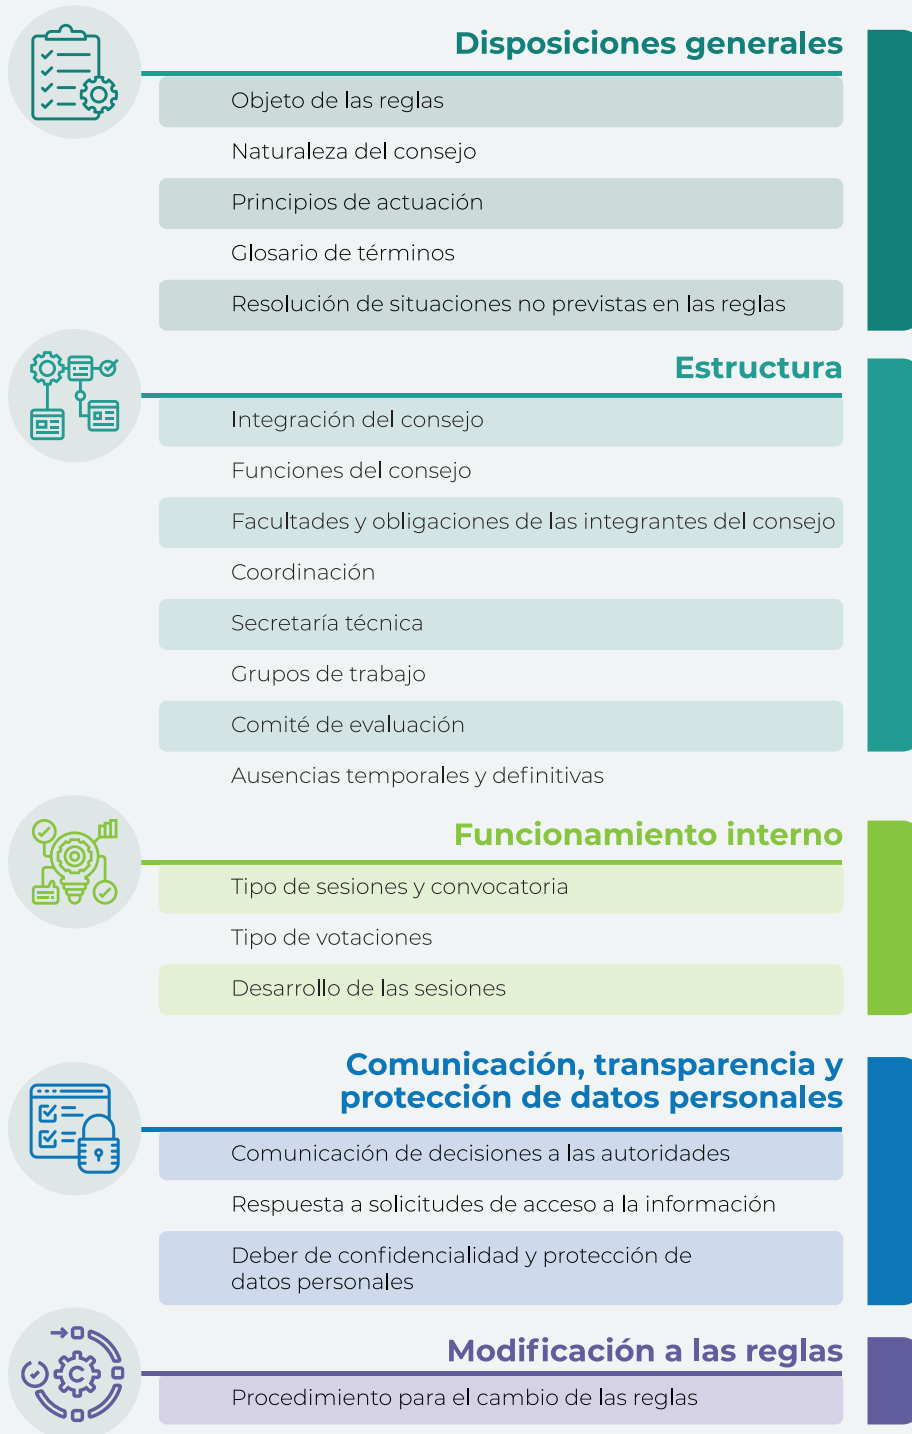 Disposiciones generales
Objeto de las reglas
Naturaleza del consejo
Principios de actuación
Glosario de términos
Resolución de situaciones no previstas en las reglas
Estructura
Integración del consejo
Funciones del consejo
Facultades y obligaciones de las integrantes del consejo
Coordinación
Secretaría técnica
Grupos de trabajo
Comité de evaluación
Ausencias temporales y definitivas
Funcionamiento interno
Tipo de sesiones y convocatoria
Tipo de votaciones
Desarrollo de las sesiones
Comunicación, transparencia y
protección de datos personales
Comunicación de decisiones a las autoridades
Respuesta a solicitudes de acceso a la información
Deber de confidencialidad y protección de
datos personales
Modificación a las reglas
C
Procedimiento para el cambio de las reglas